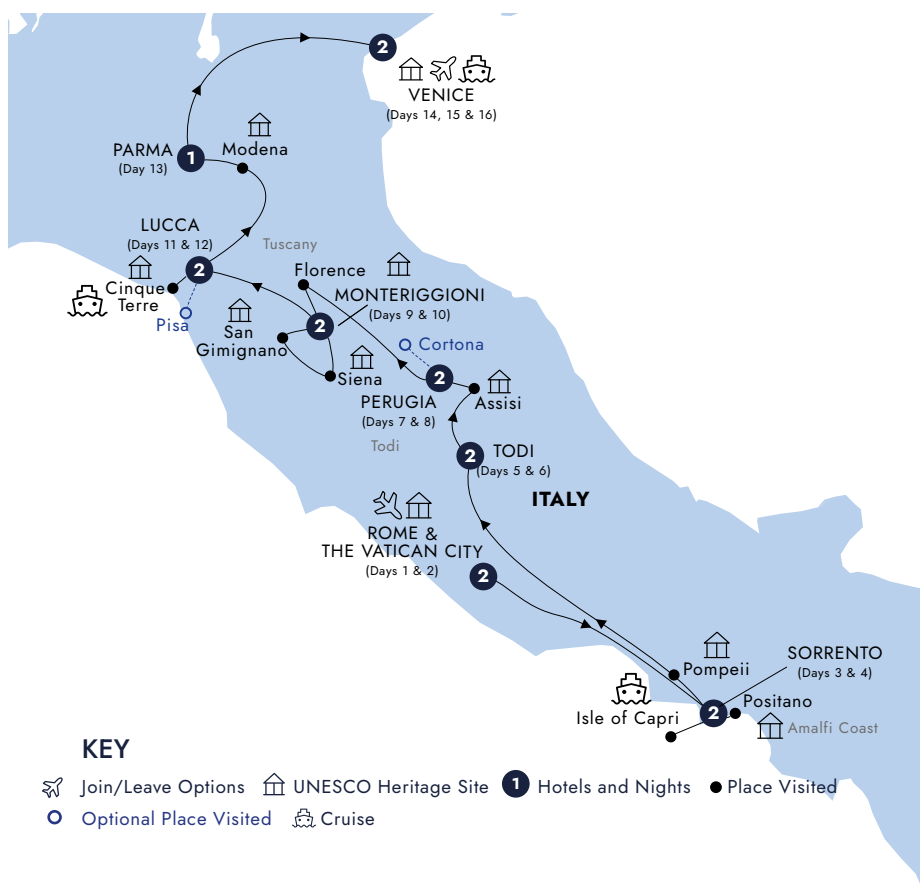 2
VENICE
(Days 14, 15 & 16)
PARMA
(Day 13)
1
Modena
LUCCA
(Days 11 & 12)
2
Tuscany
Cinque
Terre
Pisa
Florence
MONTERIGGIONI
(Days 9 & 10)
2
San
Gimignano
Siena
Cortona
2
PERUGIA
(Days 7 & 8)
Assisi
Todi
2
TODI
(Days 5 & 6)
ITALY
ROME &
THE VATICAN CITY
(Days 1 & 2)
2
SORRENTO
(Days 3 & 4)
Pompeii
Positano
2
Isle of Capri
Amalfi Coast
KEY
Join/Leave Options
UNESCO Heritage Site
1
Hotels and Nights
Place Visited
Optional Place Visited
Cruise